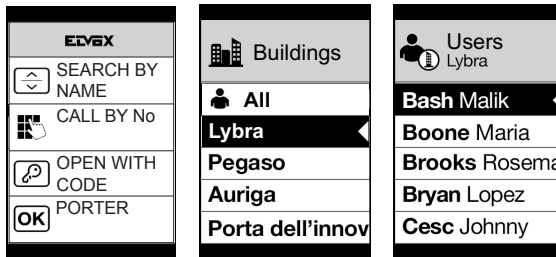 ELVOX
SEARCH BY
NAME
CALL BY No
OPEN WITH
CODE
OK PORTER
Buildings
All
Lybra
Pegaso
Auriga
Porta dell'innov
Users
Lybra
Bash Malik
Boone Maria
Brooks Rosema
Bryan Lopez
Cesc Johnny